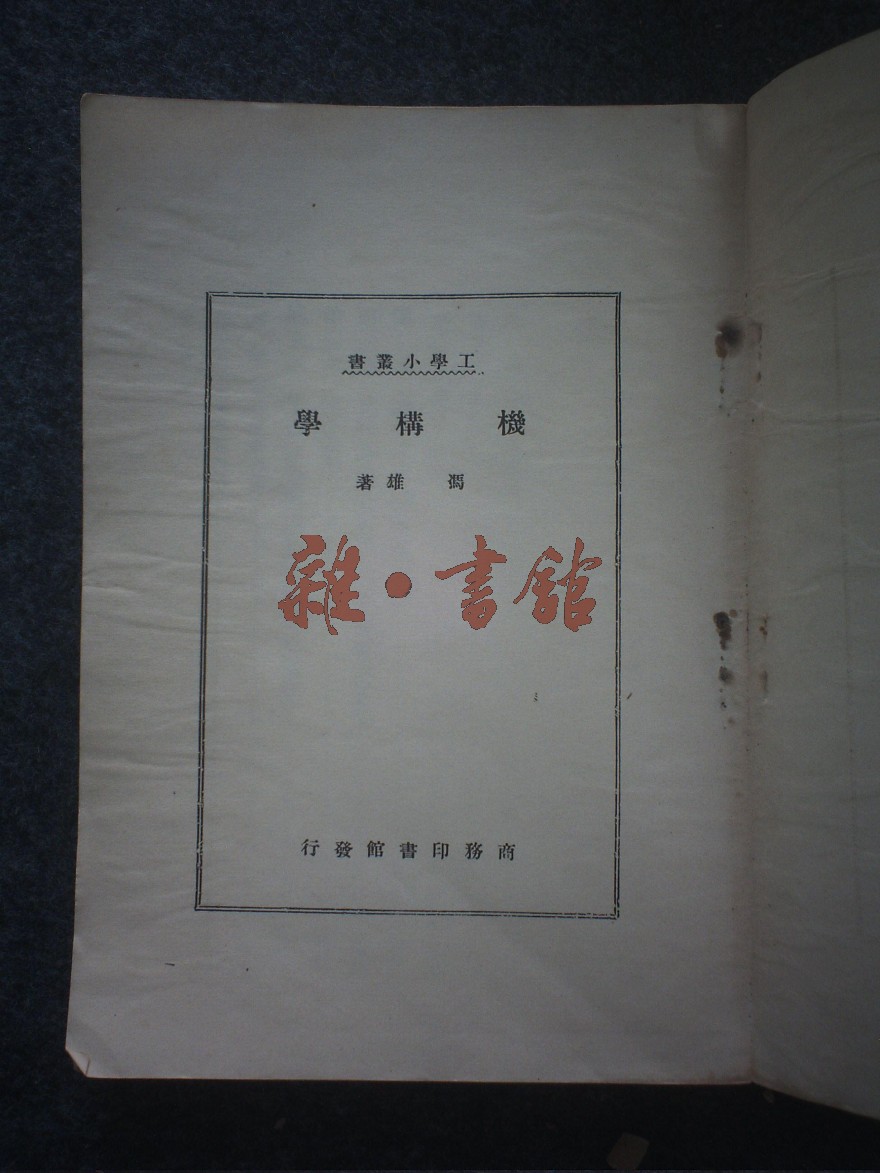 工學小叢書
機構學
馮雄著
雜·書館
商務印書館發行